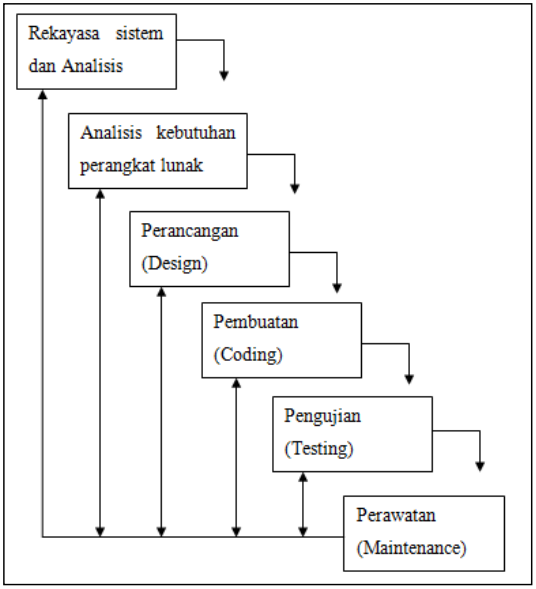 Rekayasa sistem
dan Analisis
Analisis kebutuhan
perangkat lunak
Perancangan
(Design)
Pembuatan
(Coding)
Pengujian
(Testing)
Perawatan
(Maintenance)